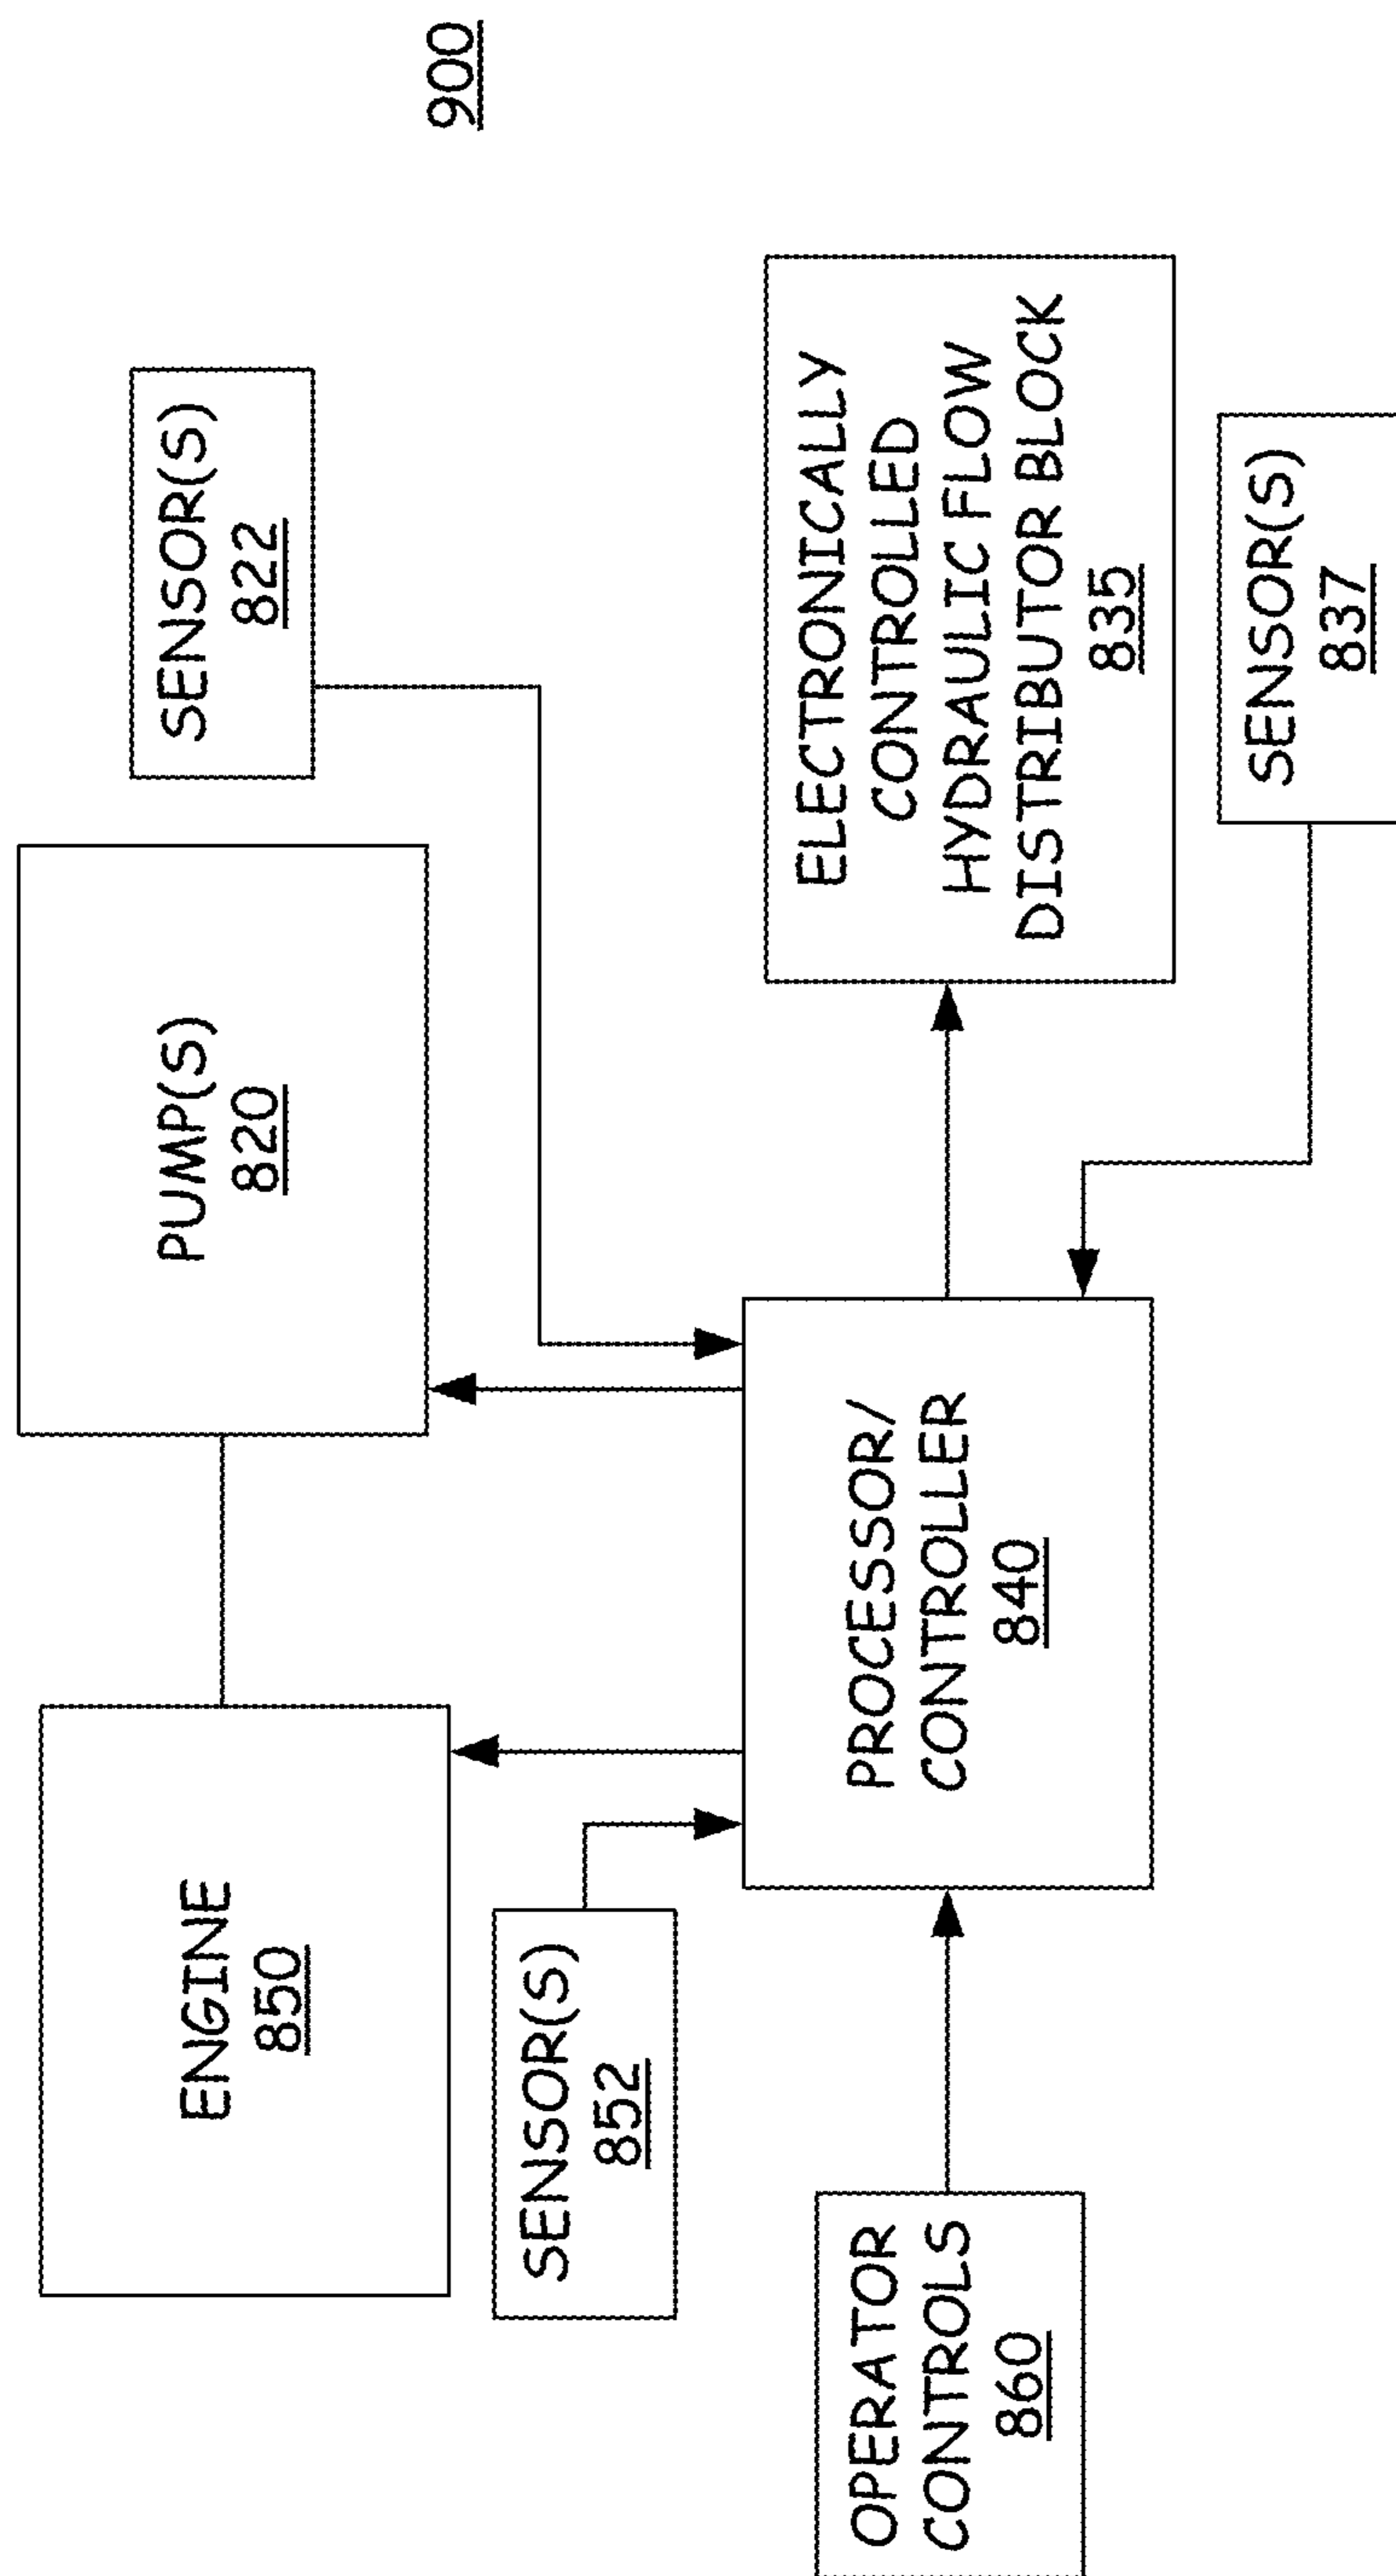 900
ENGINE
850
PUMP(S)
820
SENSOR(S)
822
SENSOR(S)
852
OPERATOR
CONTROLS
860
PROCESSOR/
CONTROLLER
840
ELECTRONICALLY
CONTROLLED
HYDRAULIC FLOW
DISTRIBUTOR BLOCK
835
SENSOR(S)
837